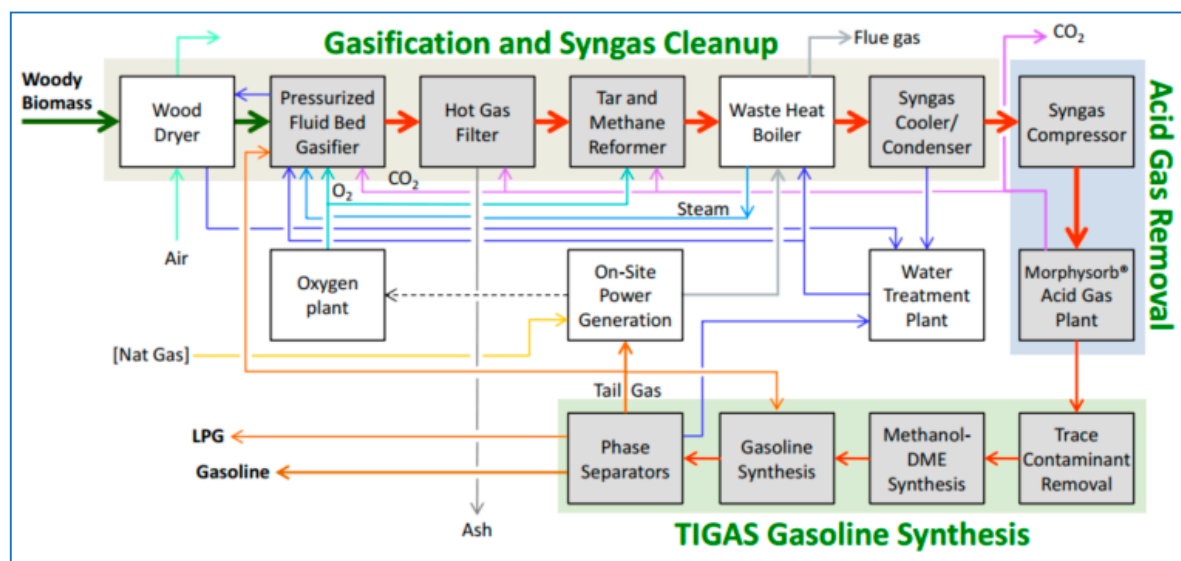 Gasification and Syngas Cleanup
Flue gas
CO₂
Woody
Biomass
Wood
Dryer
Pressurized
Fluid Bed
Gasifier
Hot Gas
Filter
Tar and
Methane
Reformer
Waste Heat
Boiler
Syngas
Cooler/
Condenser
Syngas
Compressor
Acid Gas Removal
O₂
CO₂
Steam
Air
Oxygen
plant
On-Site
Power
Generation
Water
Treatment
Plant
Morphysorb®
Acid Gas
Plant
[Nat Gas]
Tail Gas
LPG
Gasoline
Phase
Separators
Gasoline
Synthesis
Methanol-
DME
Synthesis
Trace
Contaminant
Removal
Ash
TIGAS Gasoline Synthesis